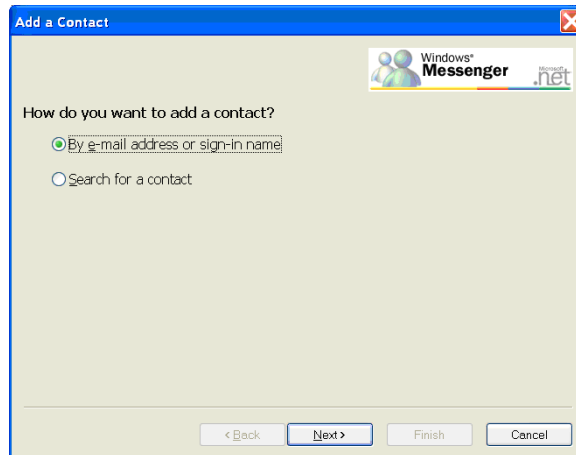 Add a Contact
Windows®
Messenger
Microsoft
.net
How do you want to add a contact?
By e-mail address or sign-in name
Search for a contact
< Back Next > Finish Cancel